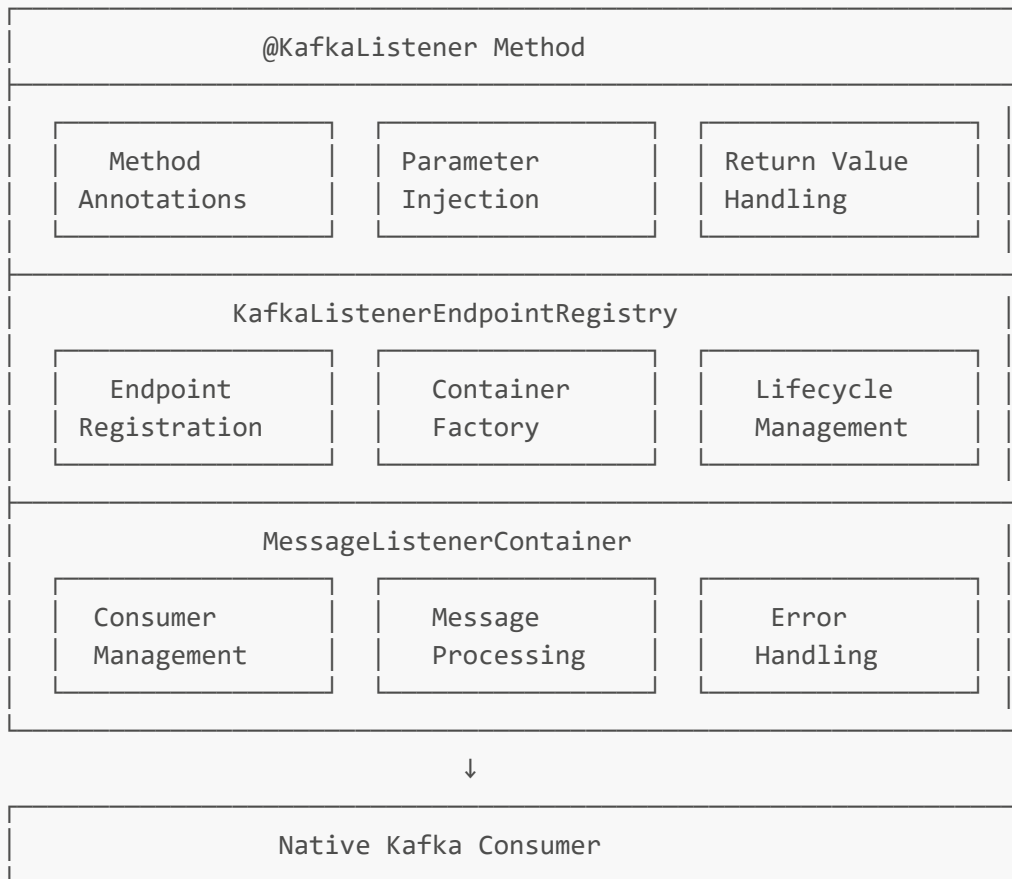 @KafkaListener Method
Method Parameter Return Value
Annotations Injection Handling
KafkaListenerEndpointRegistry
Endpoint Container Lifecycle
Registration Factory Management
MessageListenerContainer
Consumer Message Error
Management Processing Handling
↓
Native Kafka Consumer